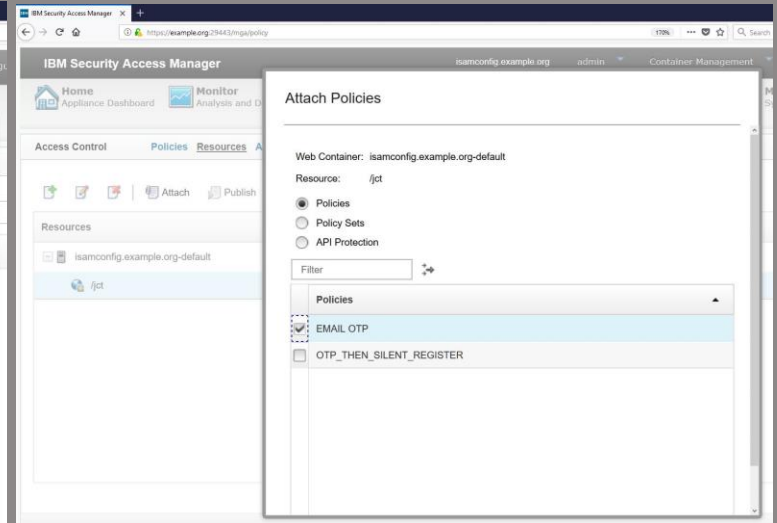 IBM Security Access Manager
https://example.org:29443/mga/policy
170%
Search
IBM Security Access Manager
isamconfig.example.org
admin
Container Management
Home
Appliance Dashboard
Monitor
Analysis and D
Access Control
Policies
Resources
A
Attach
Publish
Resources
isamconfig.example.org-default
/jct
Attach Policies
Web Container: isamconfig.example.org-default
Resource: /jct
Policies
Policy Sets
API Protection
Filter
Policies
EMAIL OTP
OTP_THEN_SILENT_REGISTER